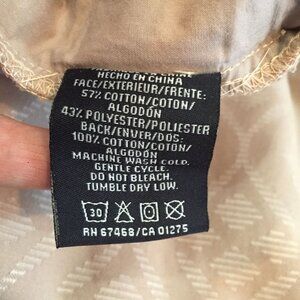 HECHO EN CHINA
FACE/EXTERIEUR/FRENTE:
57% COTTON/COTON/
ALGODÓN
43% POLYESTER/POLIESTER
BACK/ENVER/DOS:
100% COTTON/COTON/
ALGODÓN
MACHINE WASH COLD.
GENTLE CYCLE.
DO NOT BLEACH.
TUMBLE DRY LOW.
30
RN 67468/CA 01275